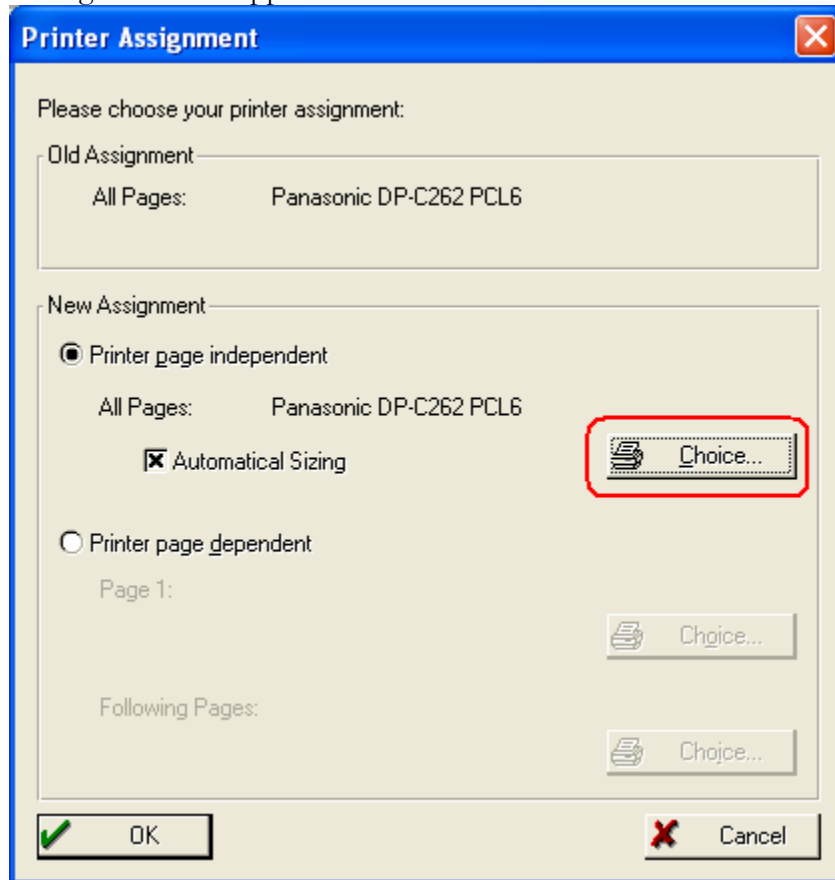 Printer Assignment
Please choose your printer assignment:
Old Assignment
All Pages: Panasonic DP-C262 PCL6
New Assignment
Printer page independent
All Pages: Panasonic DP-C262 PCL6
Automatical Sizing
Choice...
Printer page dependent
Page 1:
Choice...
Following Pages:
Choice...
OK
Cancel